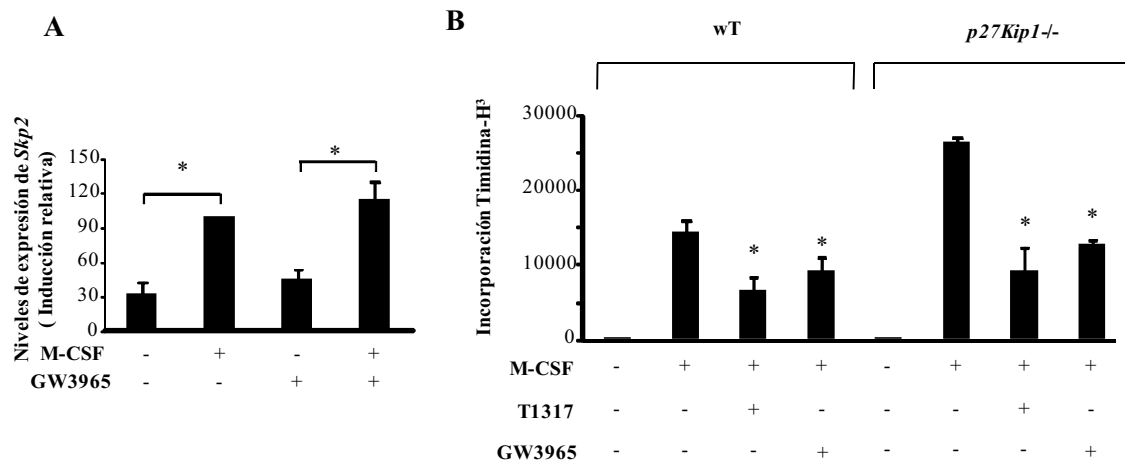 A
Niveles de expresión de Skp2
( Inducción relativa)
150
120
90
60
30
0
* *
M-CSF - + - +
GW3965 - - + +
B
wT p27Kip1-/-
Incorporación Timidina-H³
30000
20000
10000
0
* * * *
M-CSF - + + + - + + +
T1317 - - + - - - + -
GW3965 - - - + - - - +